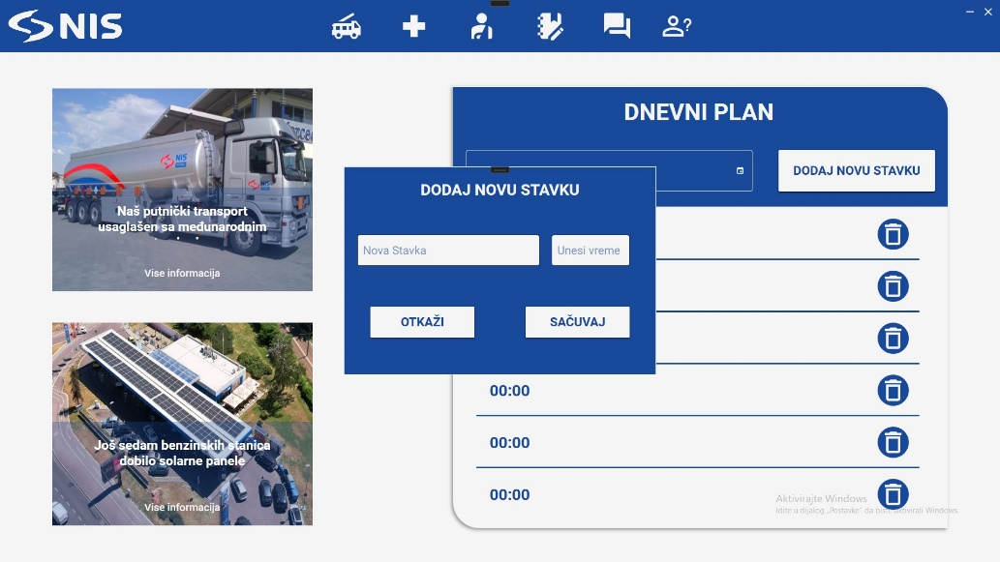 NIS
DNEVNI PLAN
DODAJ NOVU STAVKU
NIS
NIS
Naš putnički transport
usaglašen sa međunarodnim
Vise informacija
DODAJ NOVU STAVKU
Nova Stavka
Unesi vreme
OTKAŽI
SAČUVAJ
Još sedam benzinskih stanica
dobilo solarne panele
Vise informacija
00:00
00:00
00:00
Aktivirajte Windows
Idite u dijalog „Postavke“ da biste aktivirali Windows.